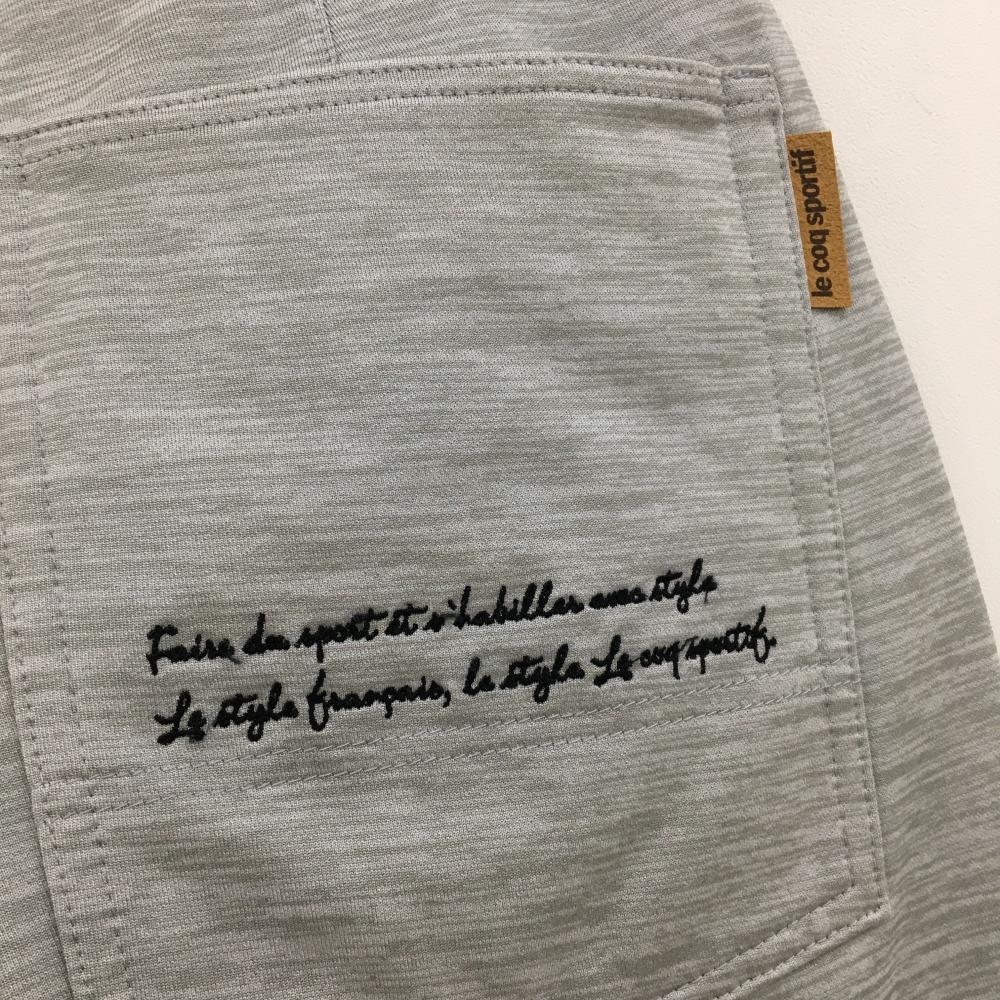 le coq sportif
Faire du sport et s'habiller avec style
Le style français, le style Le coq sportif.